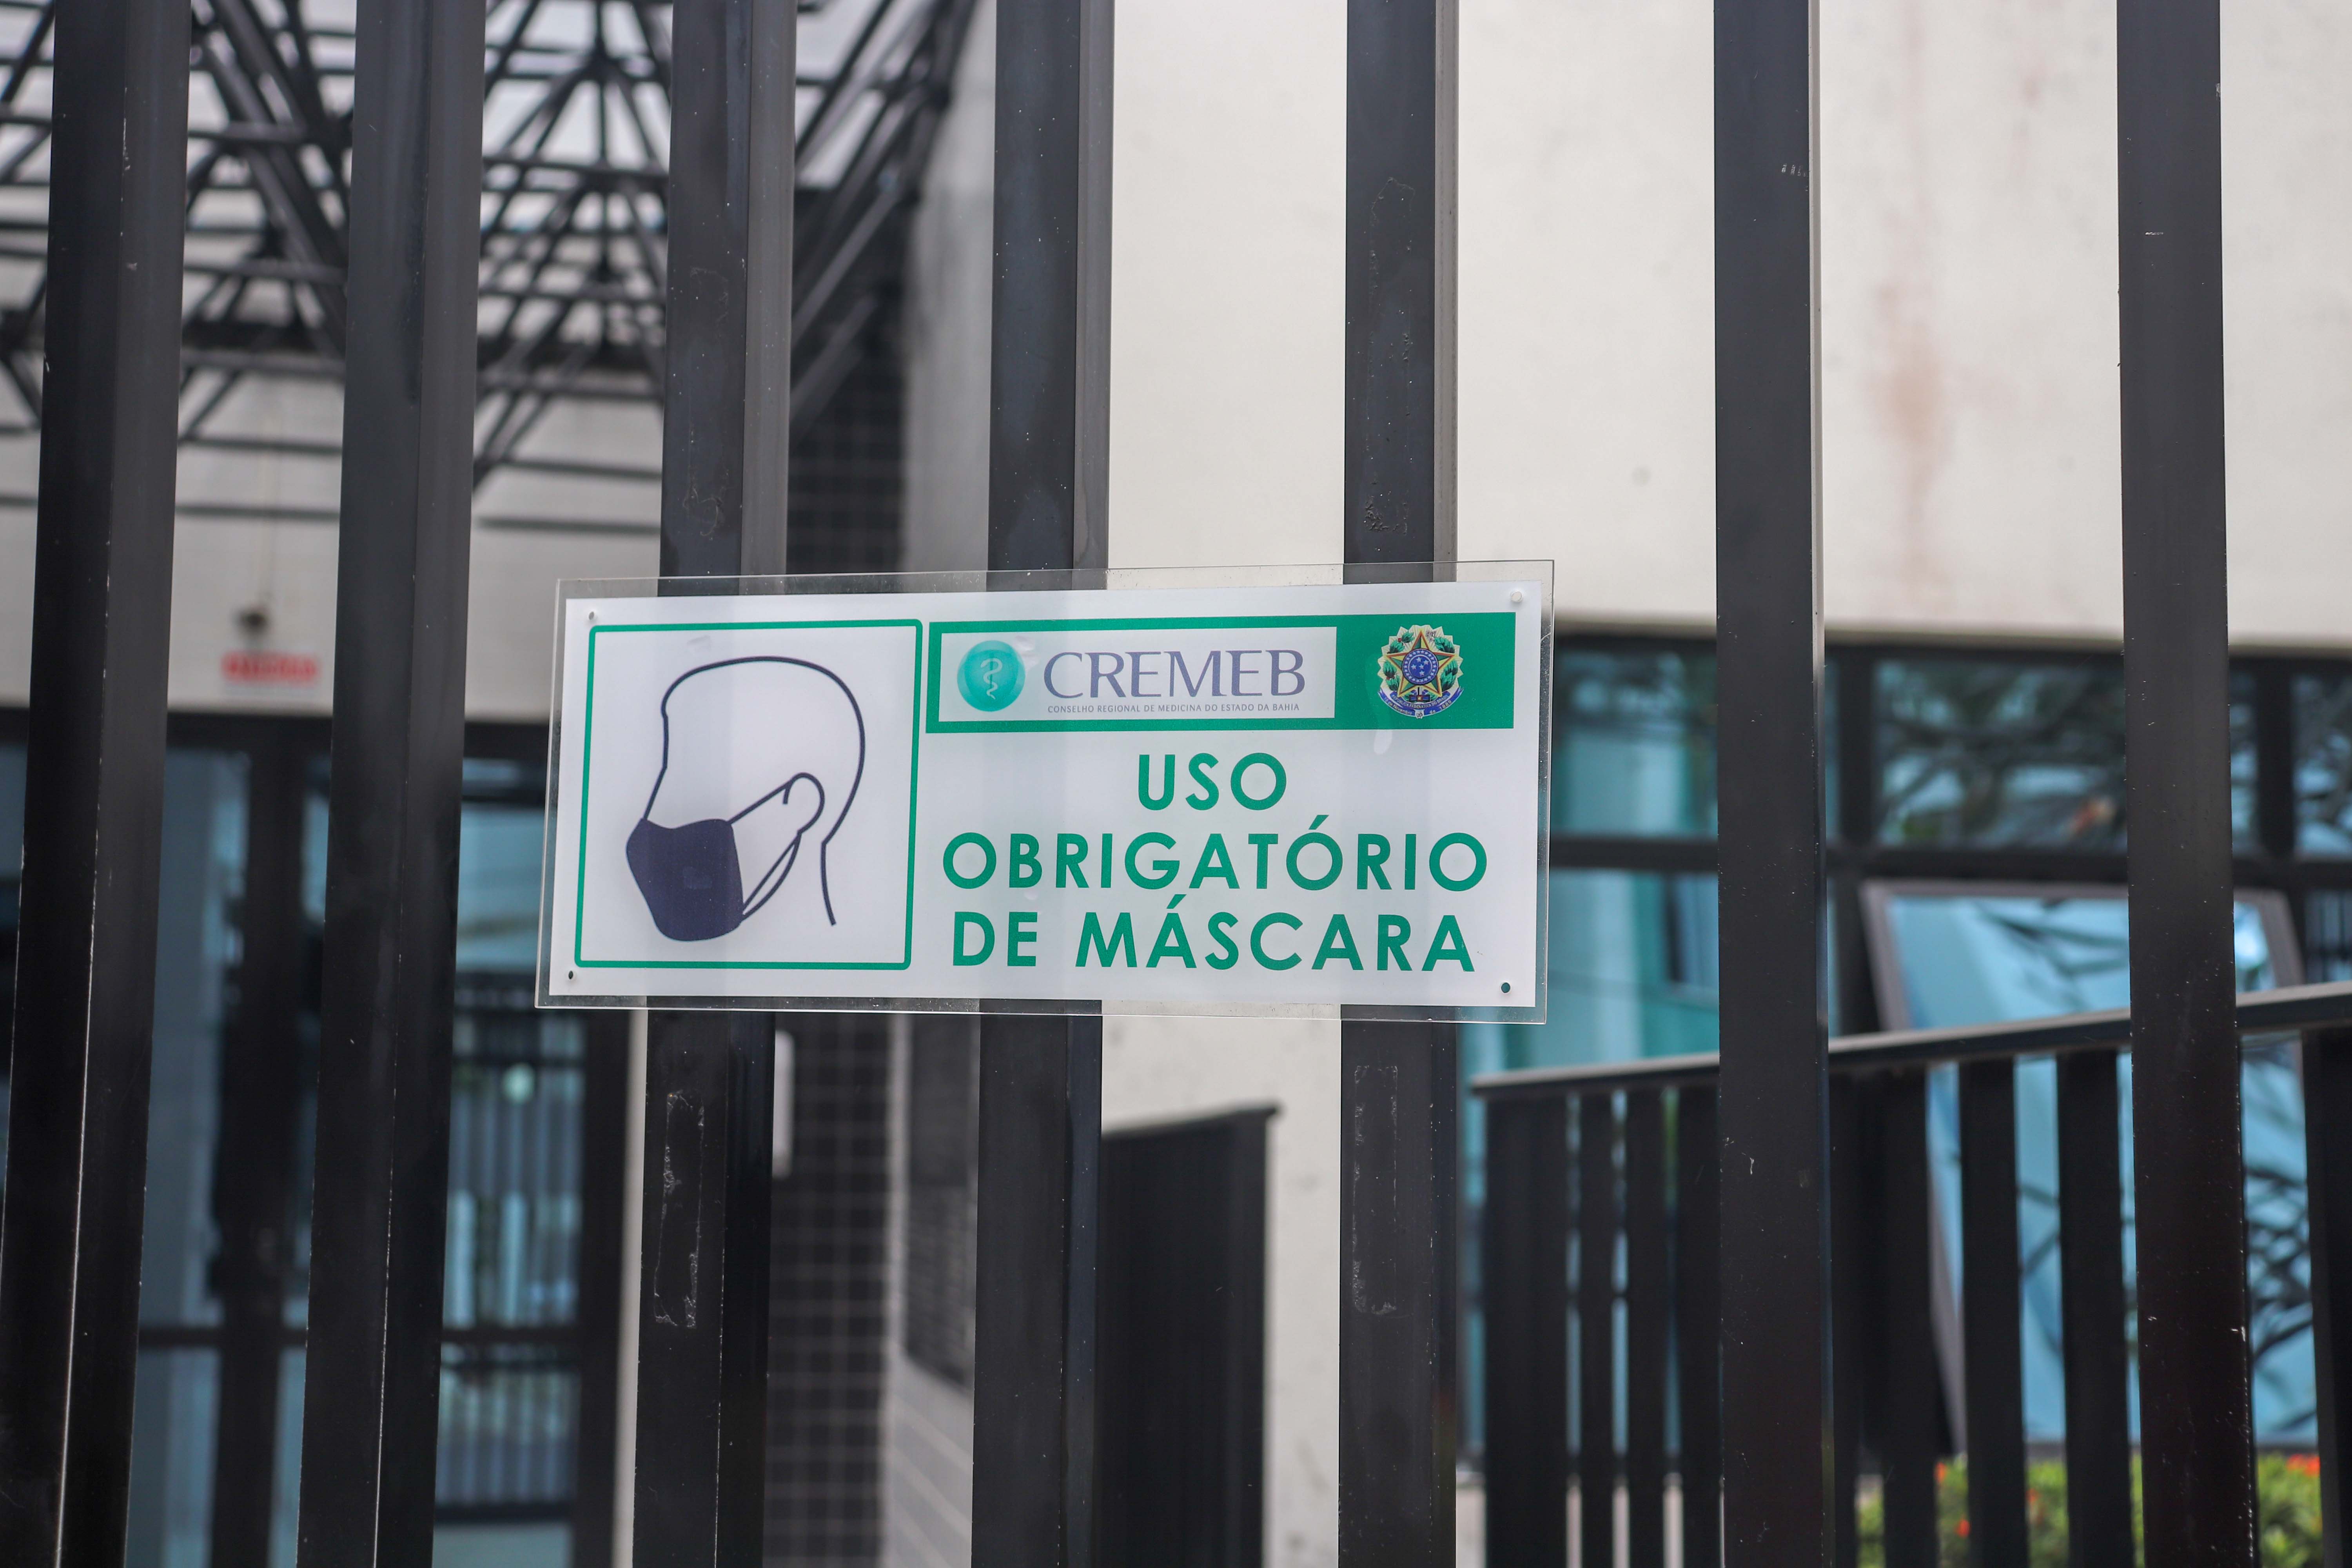 CREMEB
CONSELHO REGIONAL DE MEDICINA DO ESTADO DA BAHIA
USO
OBRIGATÓRIO
DE MÁSCARA